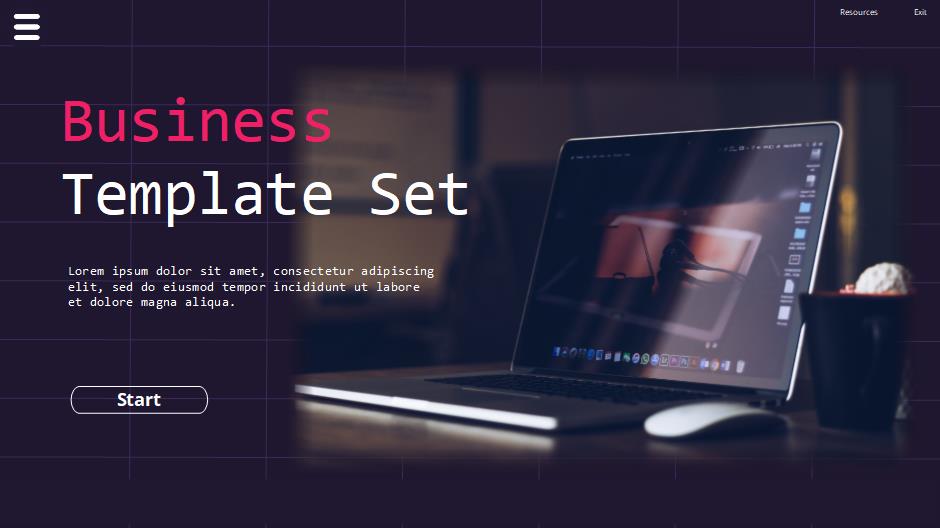 Resources Exit
Business
Template Set
Lorem ipsum dolor sit amet, consectetur adipiscing
elit, sed do eiusmod tempor incididunt ut labore
et dolore magna aliqua.
Start